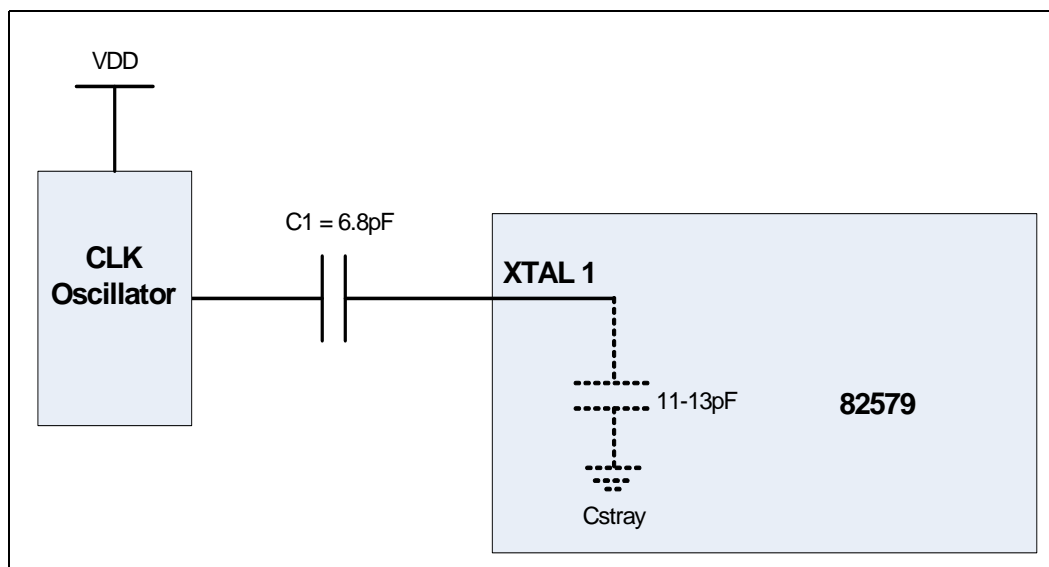 VDD
CLK
Oscillator
C1 = 6.8pF
XTAL 1
11-13pF
Cstray
82579